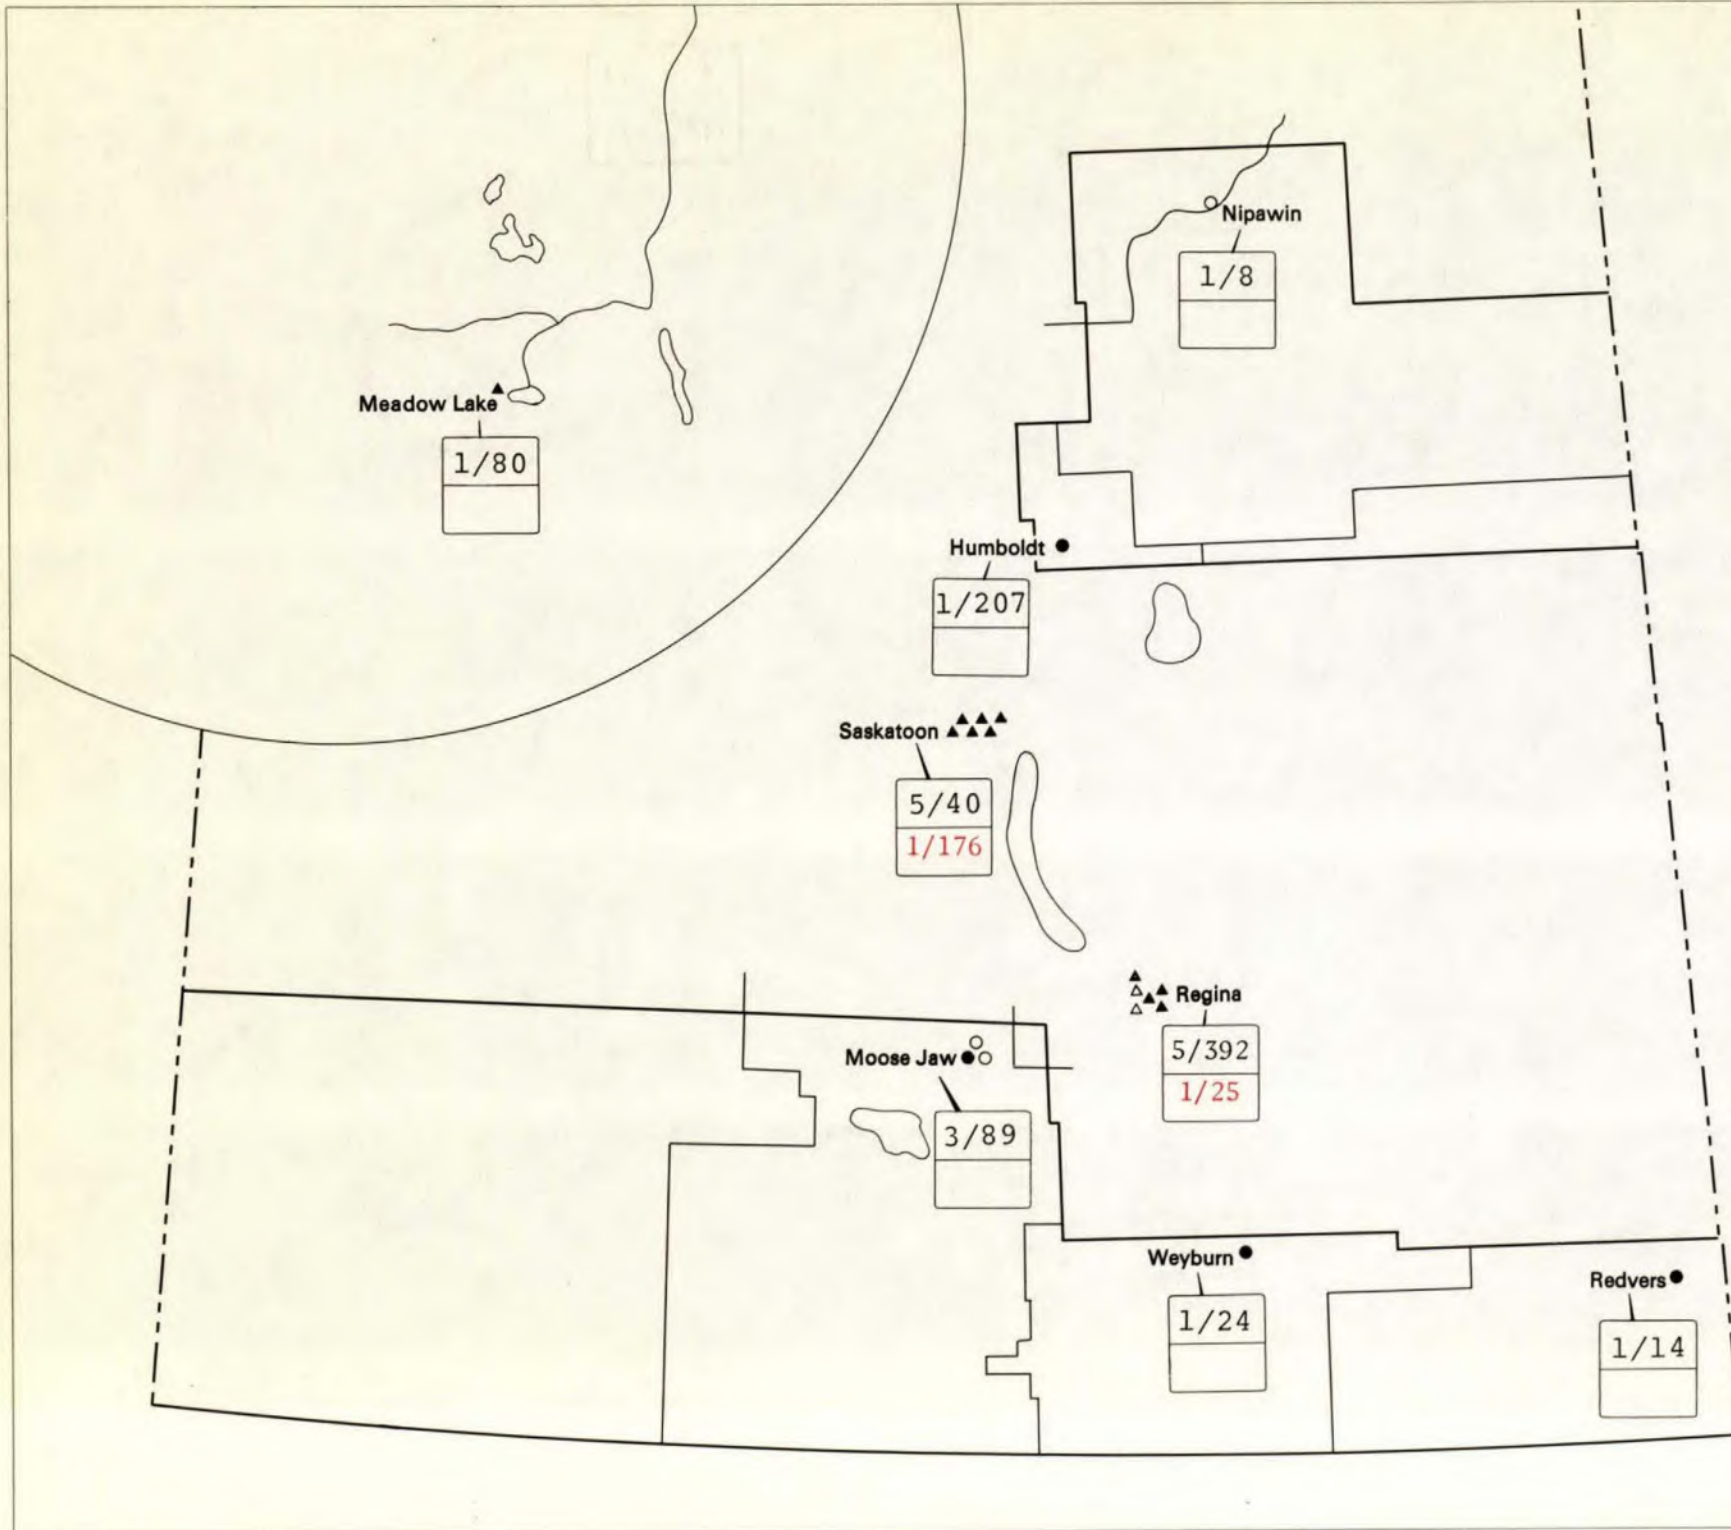 Nipawin
1/8
Meadow Lake
1/80
Humboldt
1/207
Saskatoon
5/40
1/176
Regina
5/392
1/25
Moose Jaw
3/89
Weyburn
1/24
Redvers
1/14